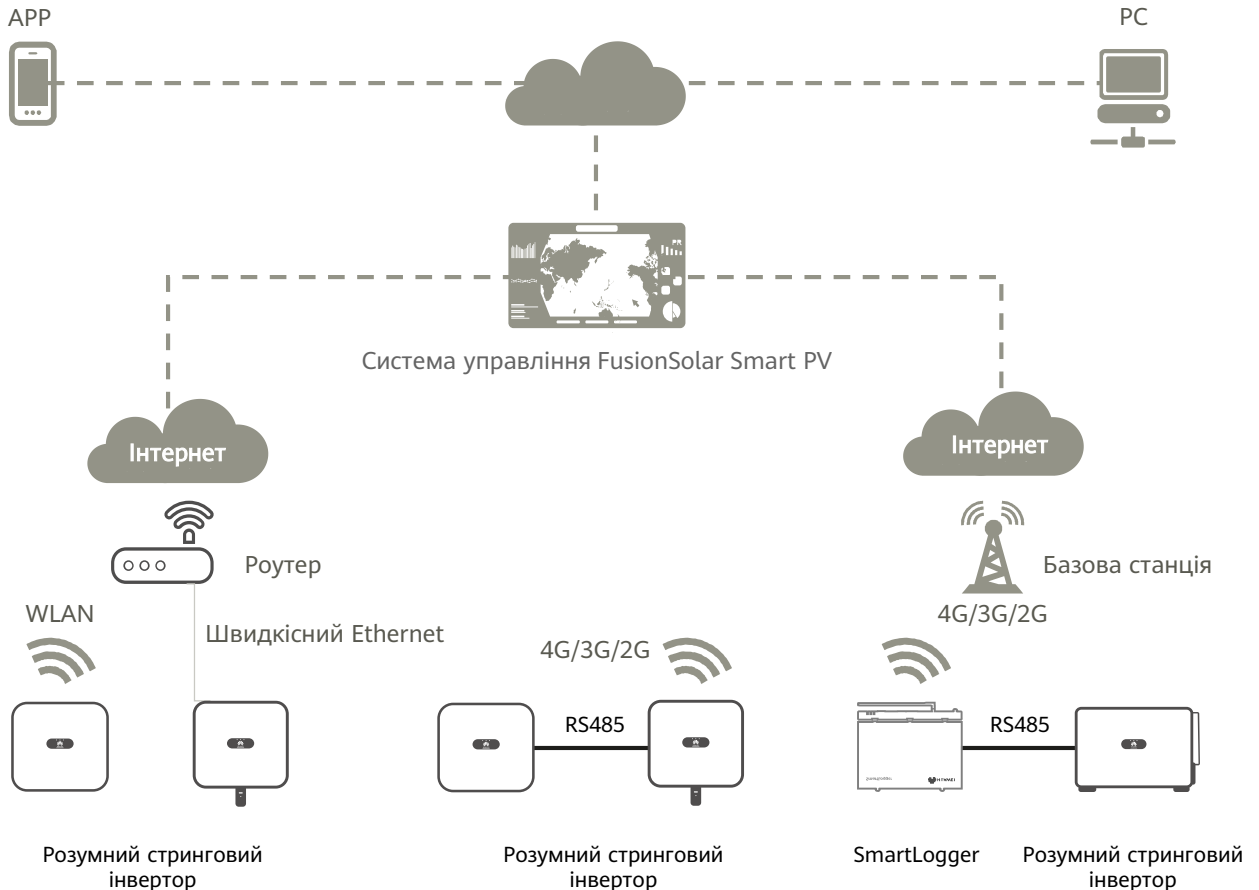 APP
PC
Система управління FusionSolar Smart PV
Інтернет
Інтернет
Роутер
Базова станція
WLAN
Швидкісний Ethernet
4G/3G/2G
4G/3G/2G
RS485
RS485
Розумний стринговий
інвертор
Розумний стринговий
інвертор
SmartLogger
Розумний стринговий
інвертор